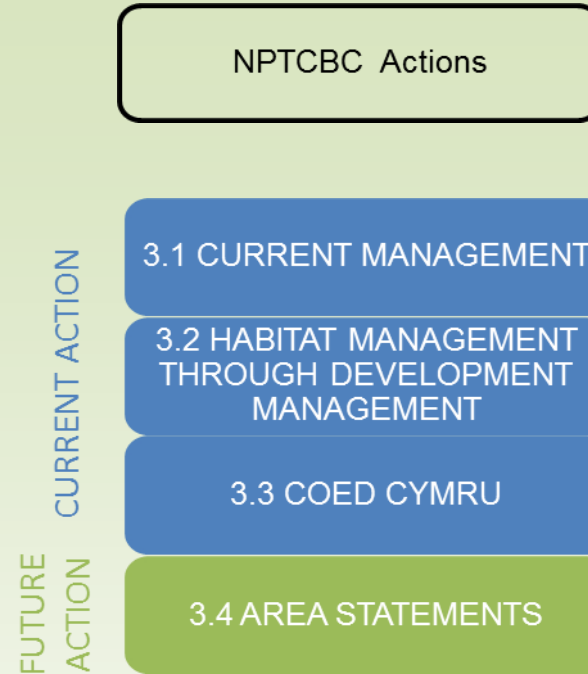 NPTCBC Actions
CURRENT ACTION
3.1 CURRENT MANAGEMENT
3.2 HABITAT MANAGEMENT
THROUGH DEVELOPMENT
MANAGEMENT
3.3 COED CYMRU
FUTURE
ACTION
3.4 AREA STATEMENTS